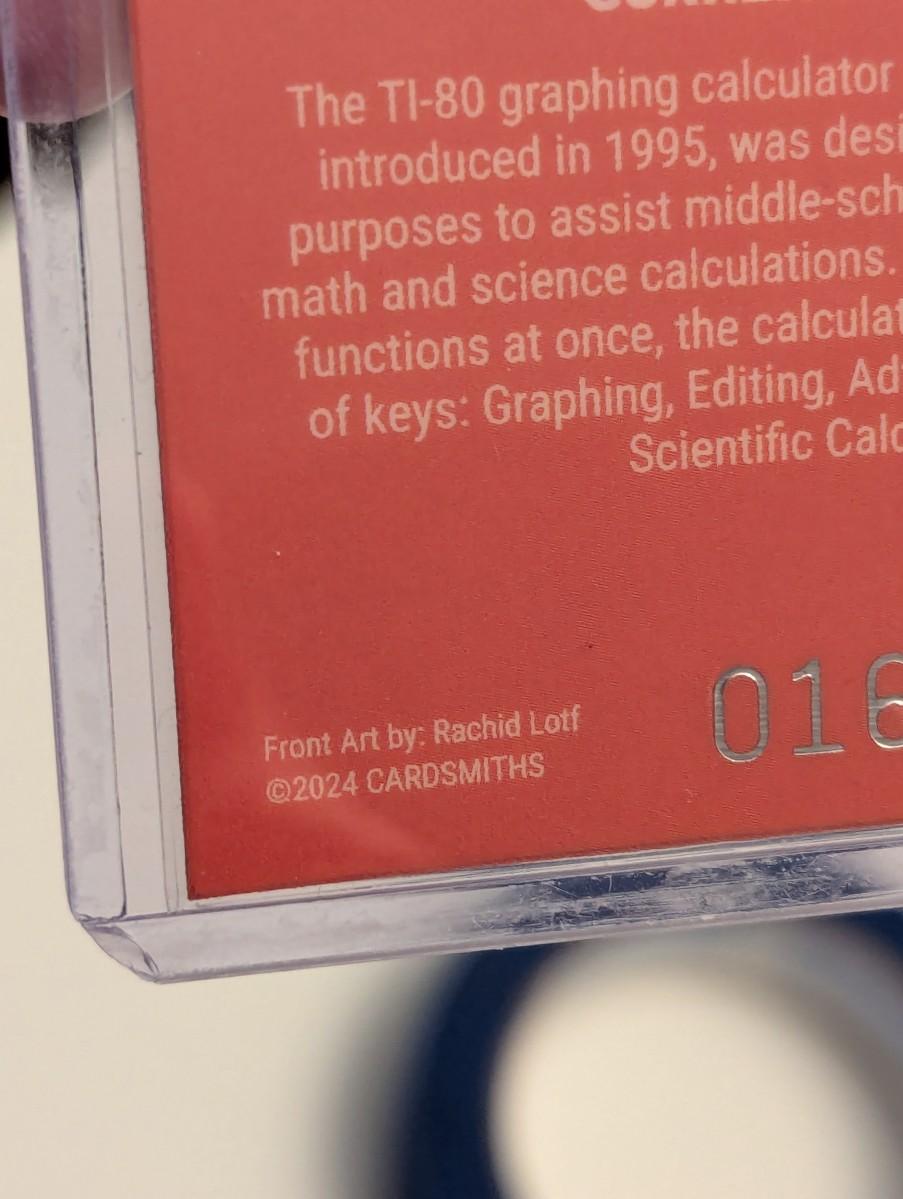 The TI-80 graphing calculator
introduced in 1995, was desi
purposes to assist middle-sch
math and science calculations.
functions at once, the calculat
of keys: Graphing, Editing, Ad
Scientific Calc
016
Front Art by: Rachid Lotf
©2024 CARDSMITHS